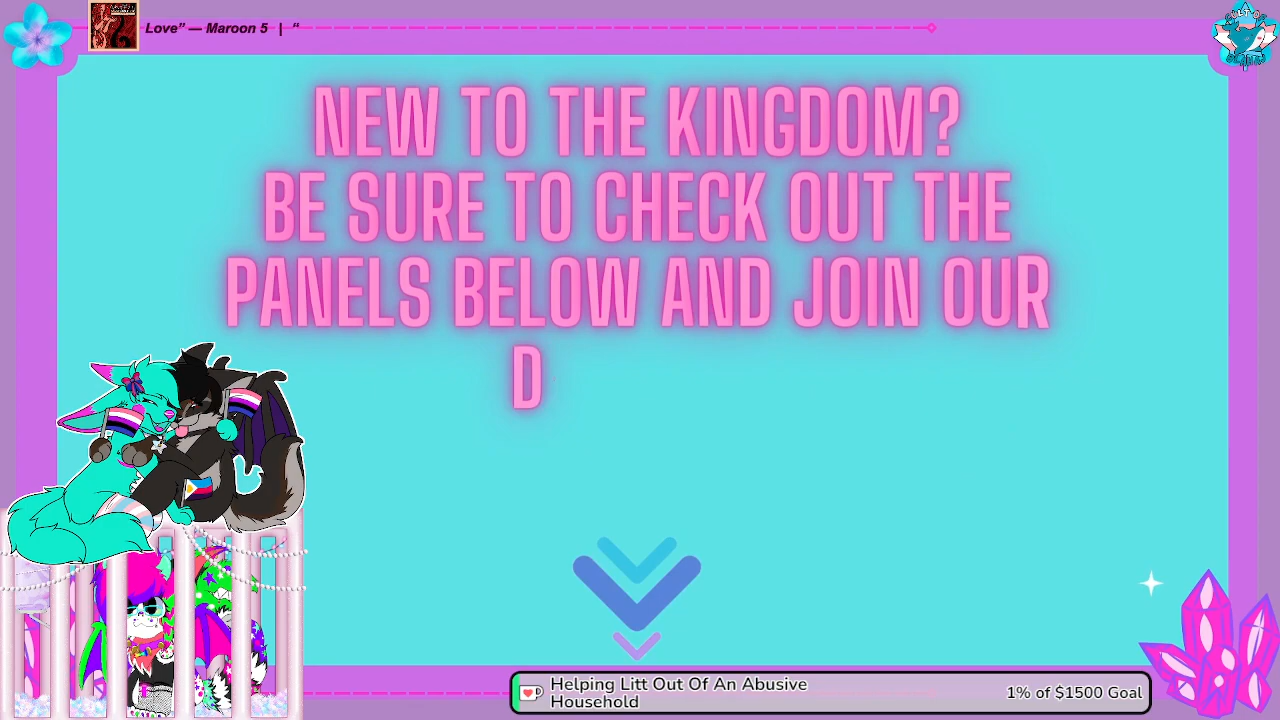 Love” — Maroon 5 | “
NEW TO THE KINGDOM?
BE SURE TO CHECK OUT THE
PANELS BELOW AND JOIN OUR
D
Helping Litt Out Of An Abusive
Household
1% of $1500 Goal